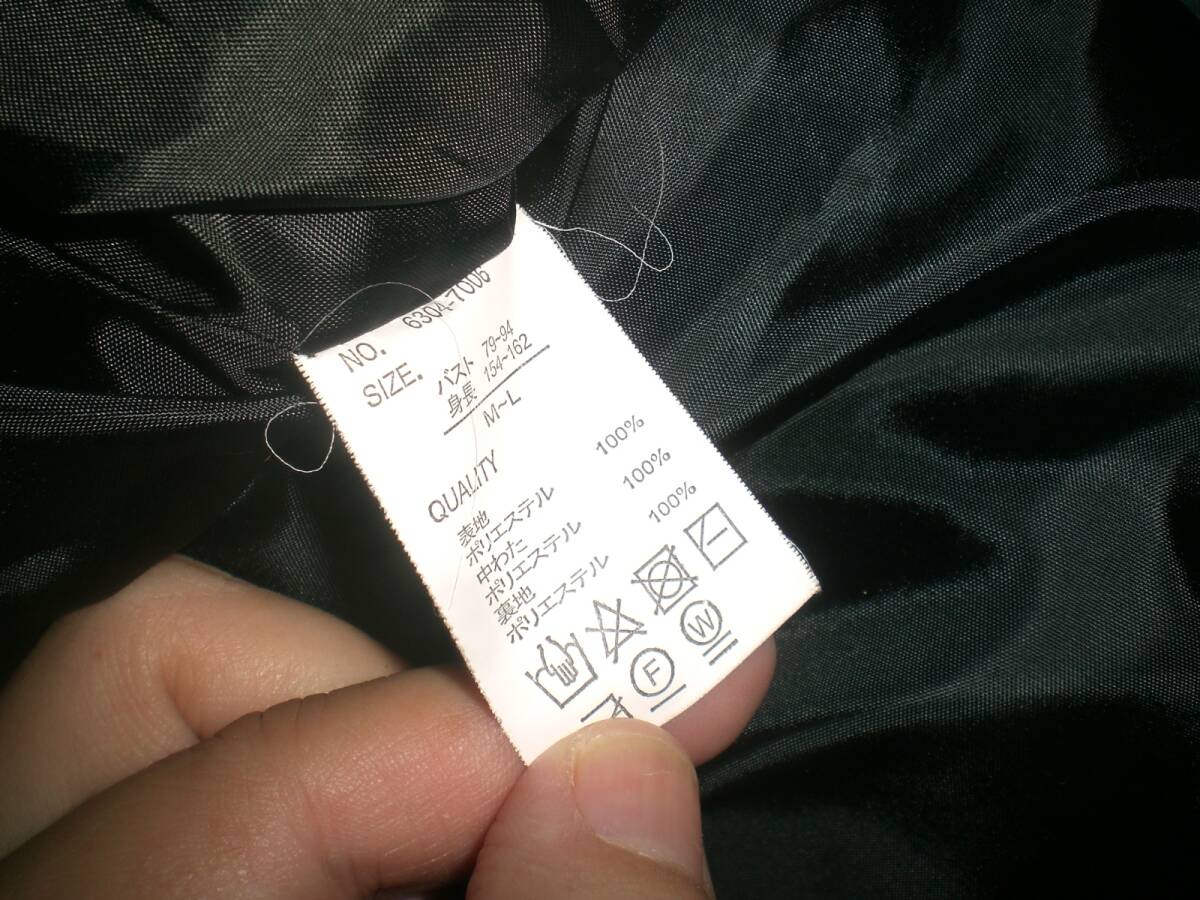 NO. 6304-7006
SIZE. バスト 79~94
身長 154~162
M~L
QUALITY
表地
ポリエステル 100%
中わた
ポリエステル 100%
裏地
ポリエステル 100%
W
F